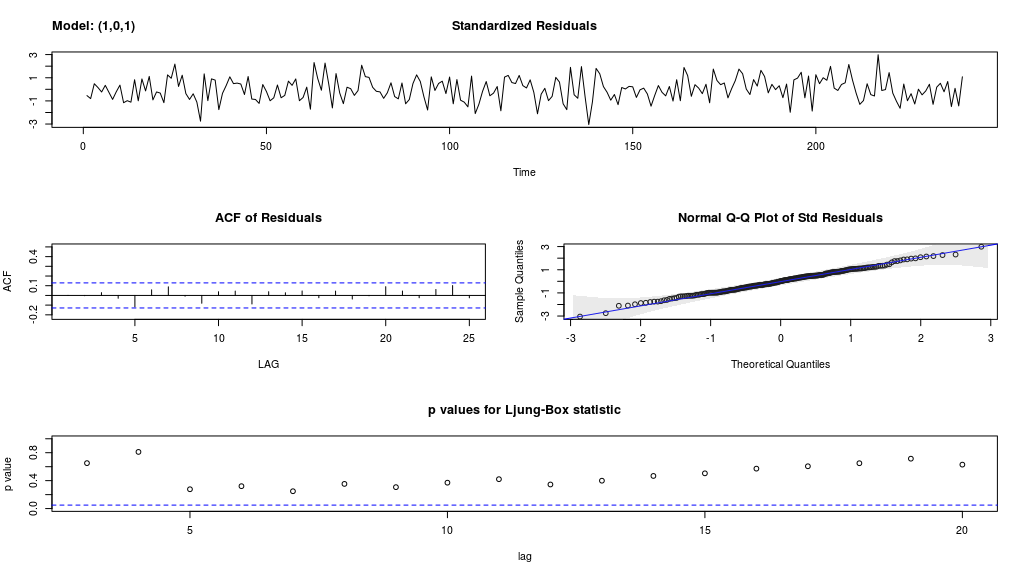 Model: (1,0,1)
Standardized Residuals
3
1
-1
-3
0 50 100 150 200
Time
ACF of Residuals
ACF
0.4
0.1
-0.2
5 10 15 20 25
LAG
Normal Q-Q Plot of Std Residuals
Sample Quantiles
3
1
-1
-3
-3 -2 -1 0 1 2 3
Theoretical Quantiles
p values for Ljung-Box statistic
p value
0.8
0.4
0.0
5 10 15 20
lag